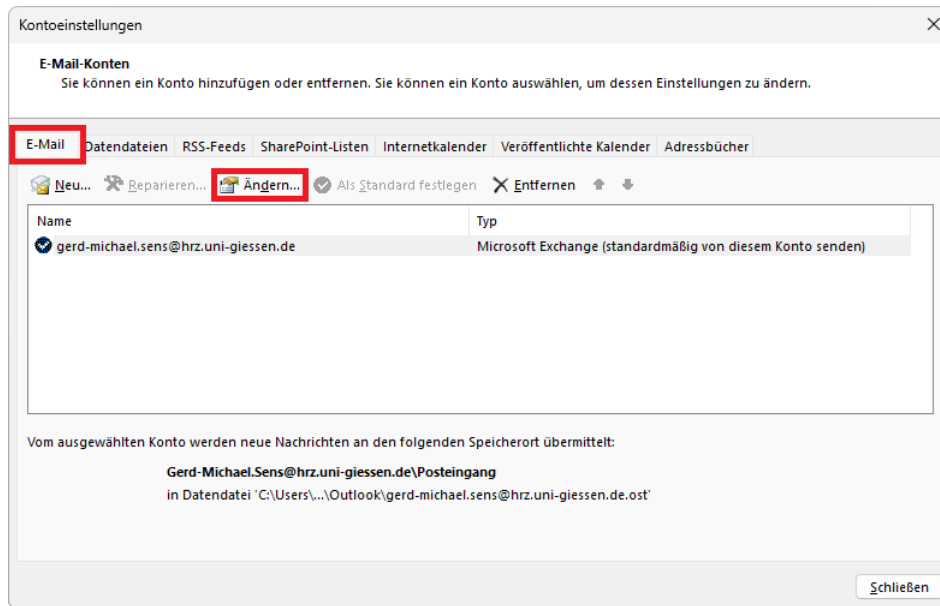 Kontoeinstellungen
E-Mail-Konten
Sie können ein Konto hinzufügen oder entfernen. Sie können ein Konto auswählen, um dessen Einstellungen zu ändern.
E-Mail Datendateien RSS-Feeds SharePoint-Listen Internetkalender Veröffentlichte Kalender Adressbücher
Neu... Reparieren... Ändern... Als Standard festlegen Entfernen
Name Typ
gerd-michael.sens@hrz.uni-giessen.de Microsoft Exchange (standardmäßig von diesem Konto senden)
Vom ausgewählten Konto werden neue Nachrichten an den folgenden Speicherort übermittelt:
Gerd-Michael.Sens@hrz.uni-giessen.de\Posteingang
in Datendatei 'C:\Users\...\Outlook\gerd-michael.sens@hrz.uni-giessen.de.ost'
Schließen